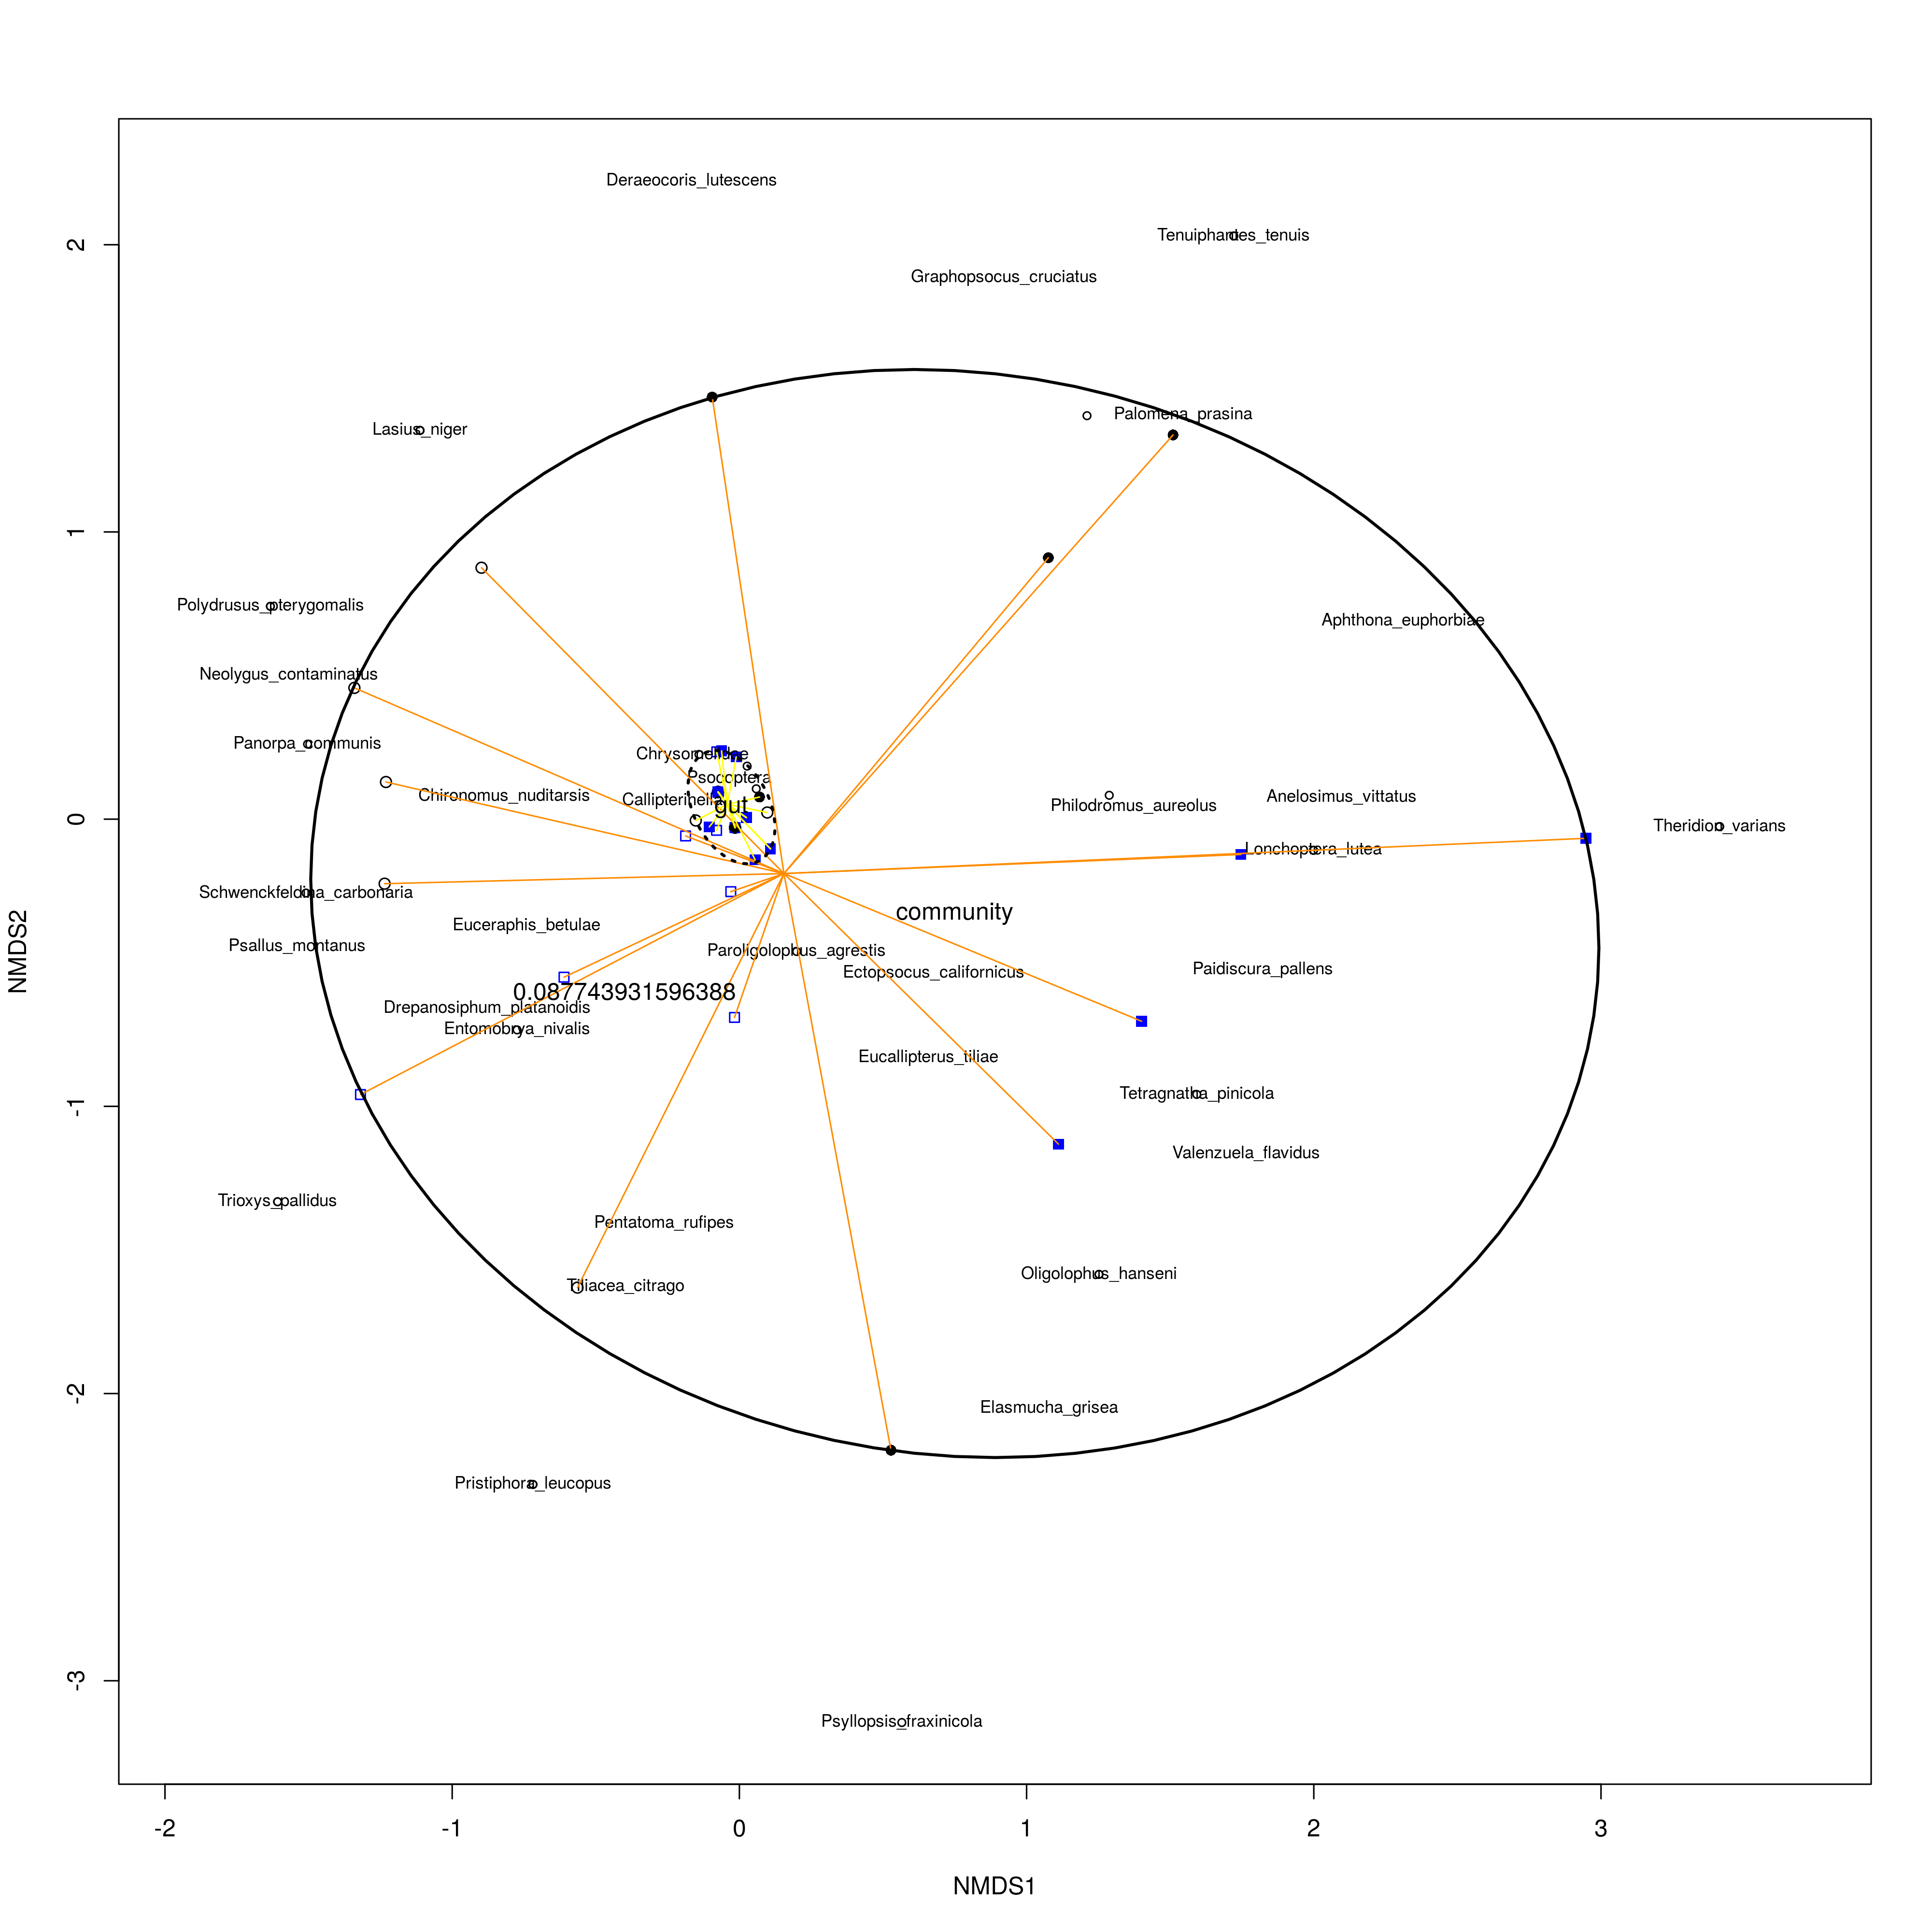 Deraeocoris_lutescens
Tenuiphantes_tenuis
Graphopsocus_cruciatus
Palomena_prasina
Lasius_niger
Polydrusus_pterygomalis
Aphthona_euphorbiae
Neolygus_contaminatus
Panorpa_communis
Chrysomelidae
Psocoptera
Chironomus_nuditarsis
Callipterinella
gut
Philodromus_aureolus
Anelosimus_vittatus
Theridion_varians
Lonchoptera_lutea
Schwenckfeldina_carbonaria
community
Euceraphis_betulae
Psallus_montanus
Paroligolophus_agrestis
Ectopsocus_californicus
Paidiscura_pallens
0.087743931596388
Drepanosiphum_platanoidis
Entomobrya_nivalis
Eucallipterus_tiliae
Tetragnatha_pinicola
Valenzuela_flavidus
Trioxys_pallidus
Pentatoma_rufipes
Oligolophus_hanseni
Tiliacea_citrago
Elasmucha_grisea
Pristiphora_leucopus
Psyllopsis_fraxinicola
2
1
0
-1
-2
-3
NMDS2
-2 -1 0 1 2 3
NMDS1